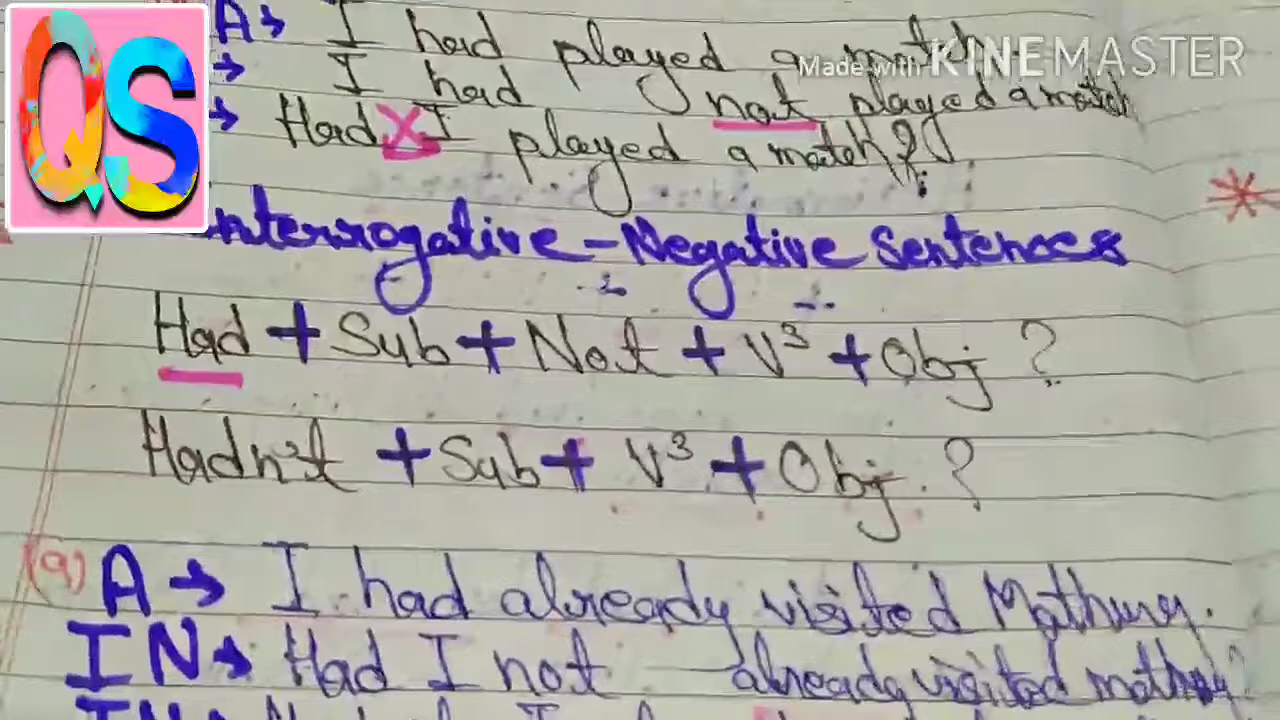 QS
A→ I had played a match.
Made with KINEMASTER
→ I had not played a match
→ Had X I played a match?
Interrogative - Negative Sentences
Had + Sub + Not + V³ + Obj ?
Hadn't + Sub + V³ + Obj. ?
(a) A → I had already visited Mathura.
IN→ Had I not already visited mathura?